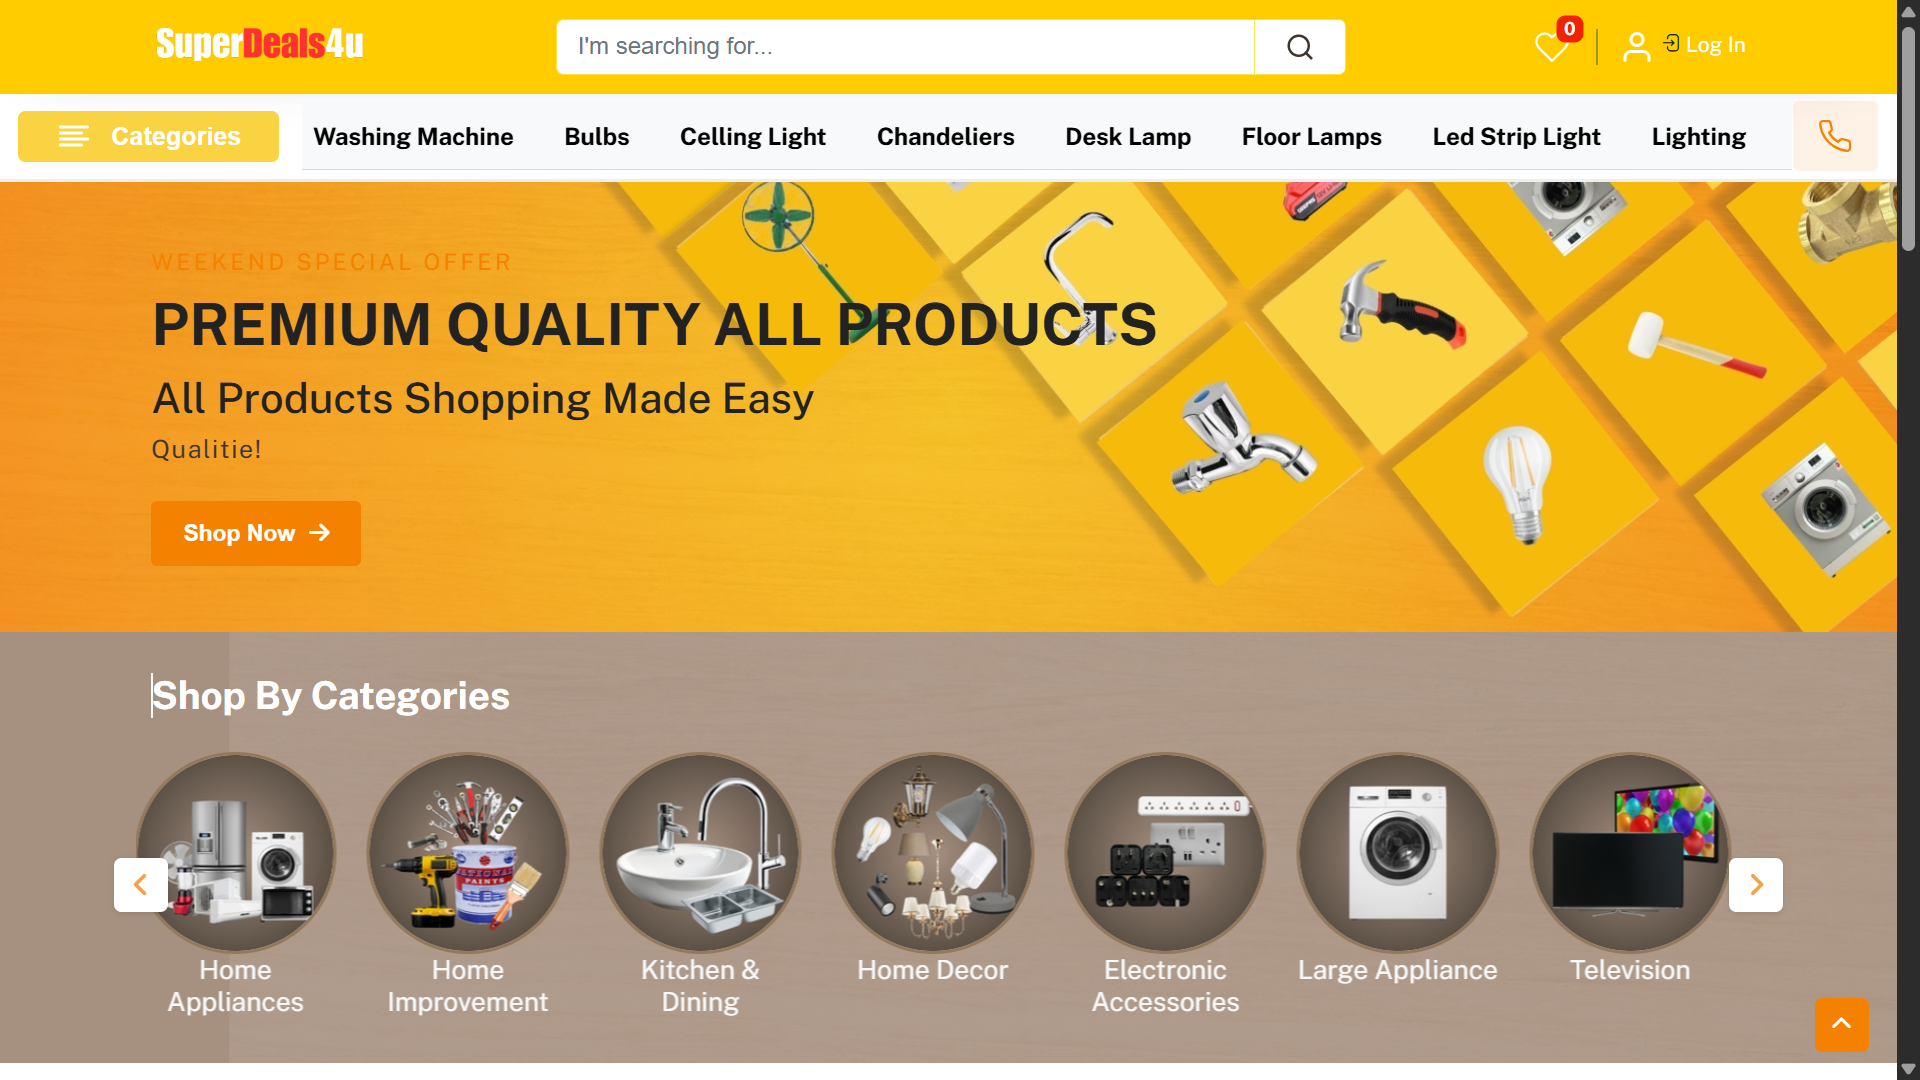 SuperDeals4u
I'm searching for...
0
Log In
Categories
Washing Machine
Bulbs
Celling Light
Chandeliers
Desk Lamp
Floor Lamps
Led Strip Light
Lighting
WEEKEND SPECIAL OFFER
PREMIUM QUALITY ALL PRODUCTS
All Products Shopping Made Easy
Qualitie!
Shop Now
Shop By Categories
NATIONAL
PAINTS
Home
Appliances
Home
Improvement
Kitchen &
Dining
Home Decor
Electronic
Accessories
Large Appliance
Television